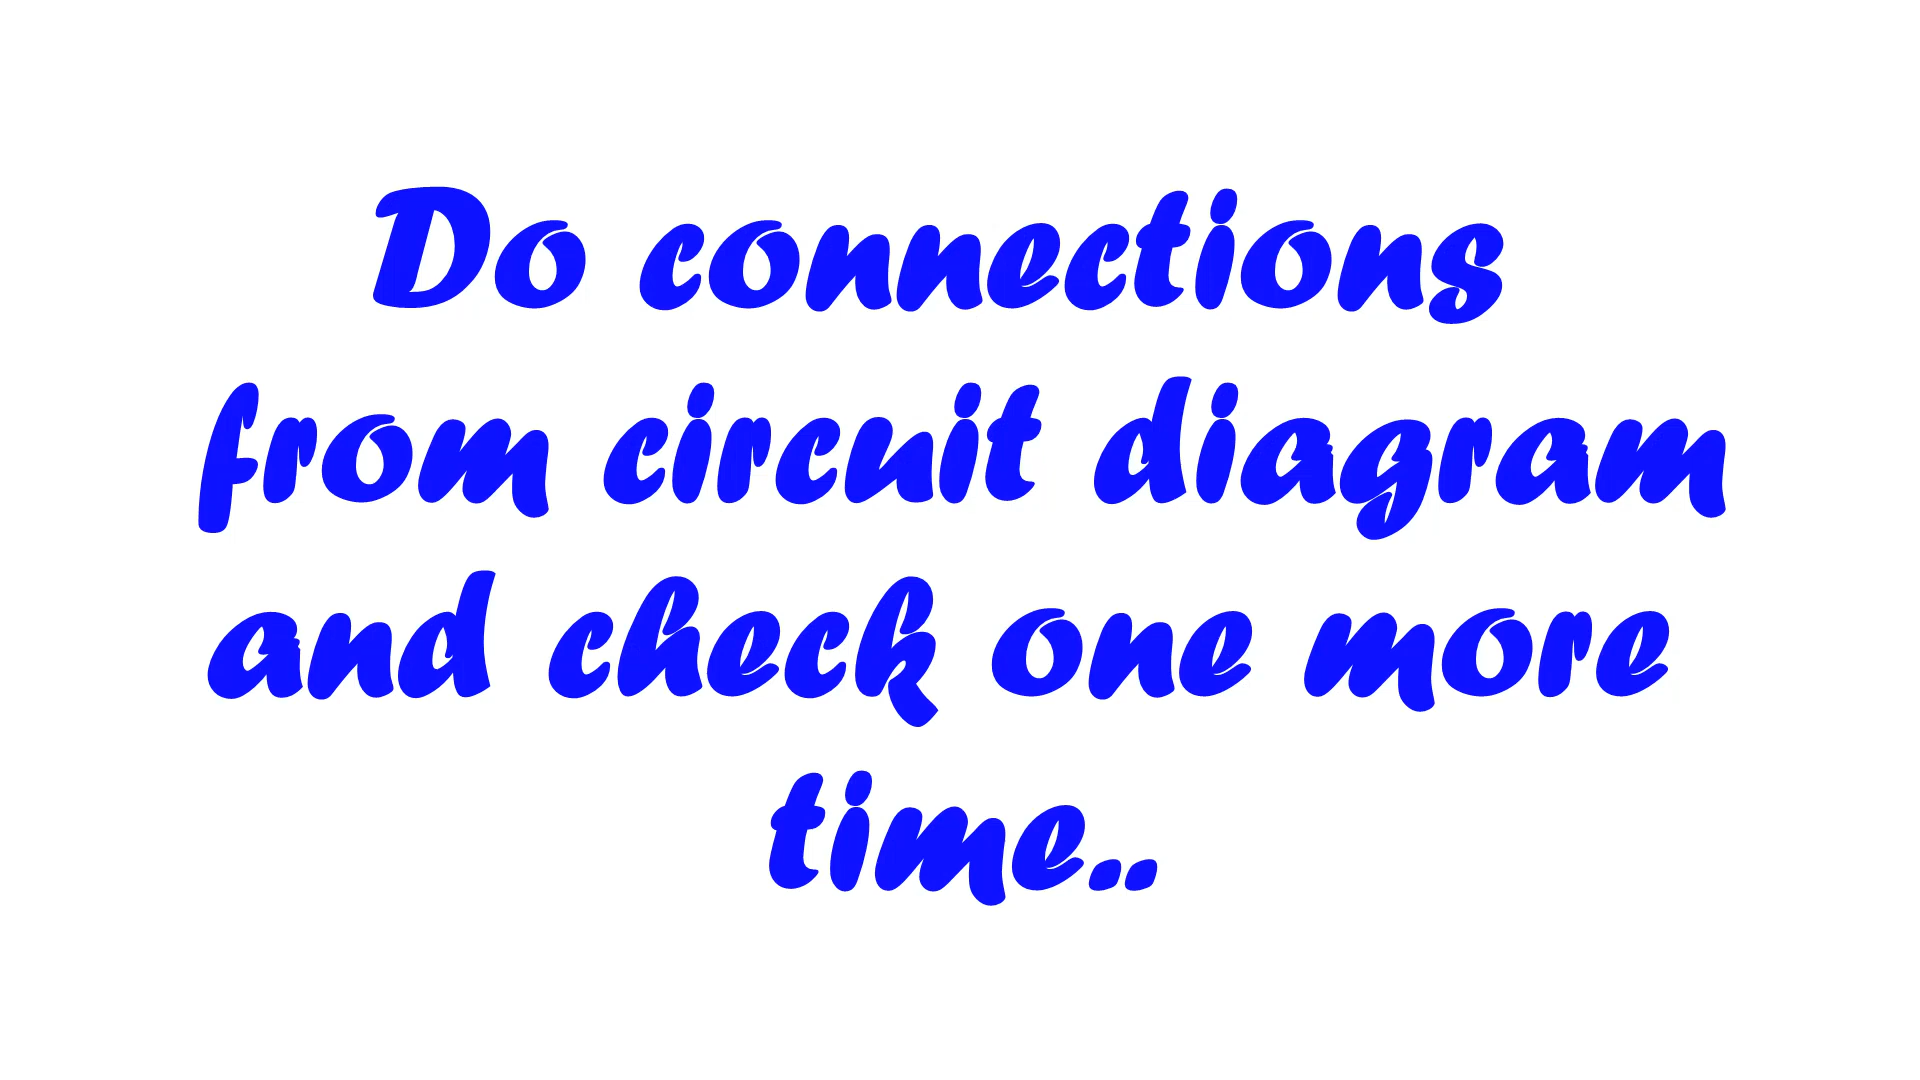 Do connections
from circuit diagram
and check one more
time..